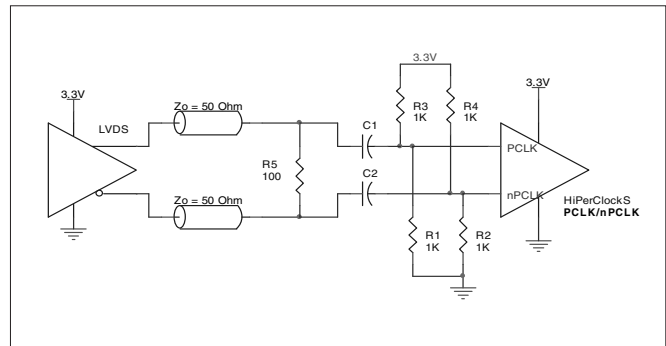 3.3V
3.3V
3.3V
LVDS
Zo = 50 Ohm
R3
1K
R4
1K
C1
PCLK
R5
100
C2
nPCLK
Zo = 50 Ohm
HiPerClockS
PCLK/nPCLK
R1
1K
R2
1K